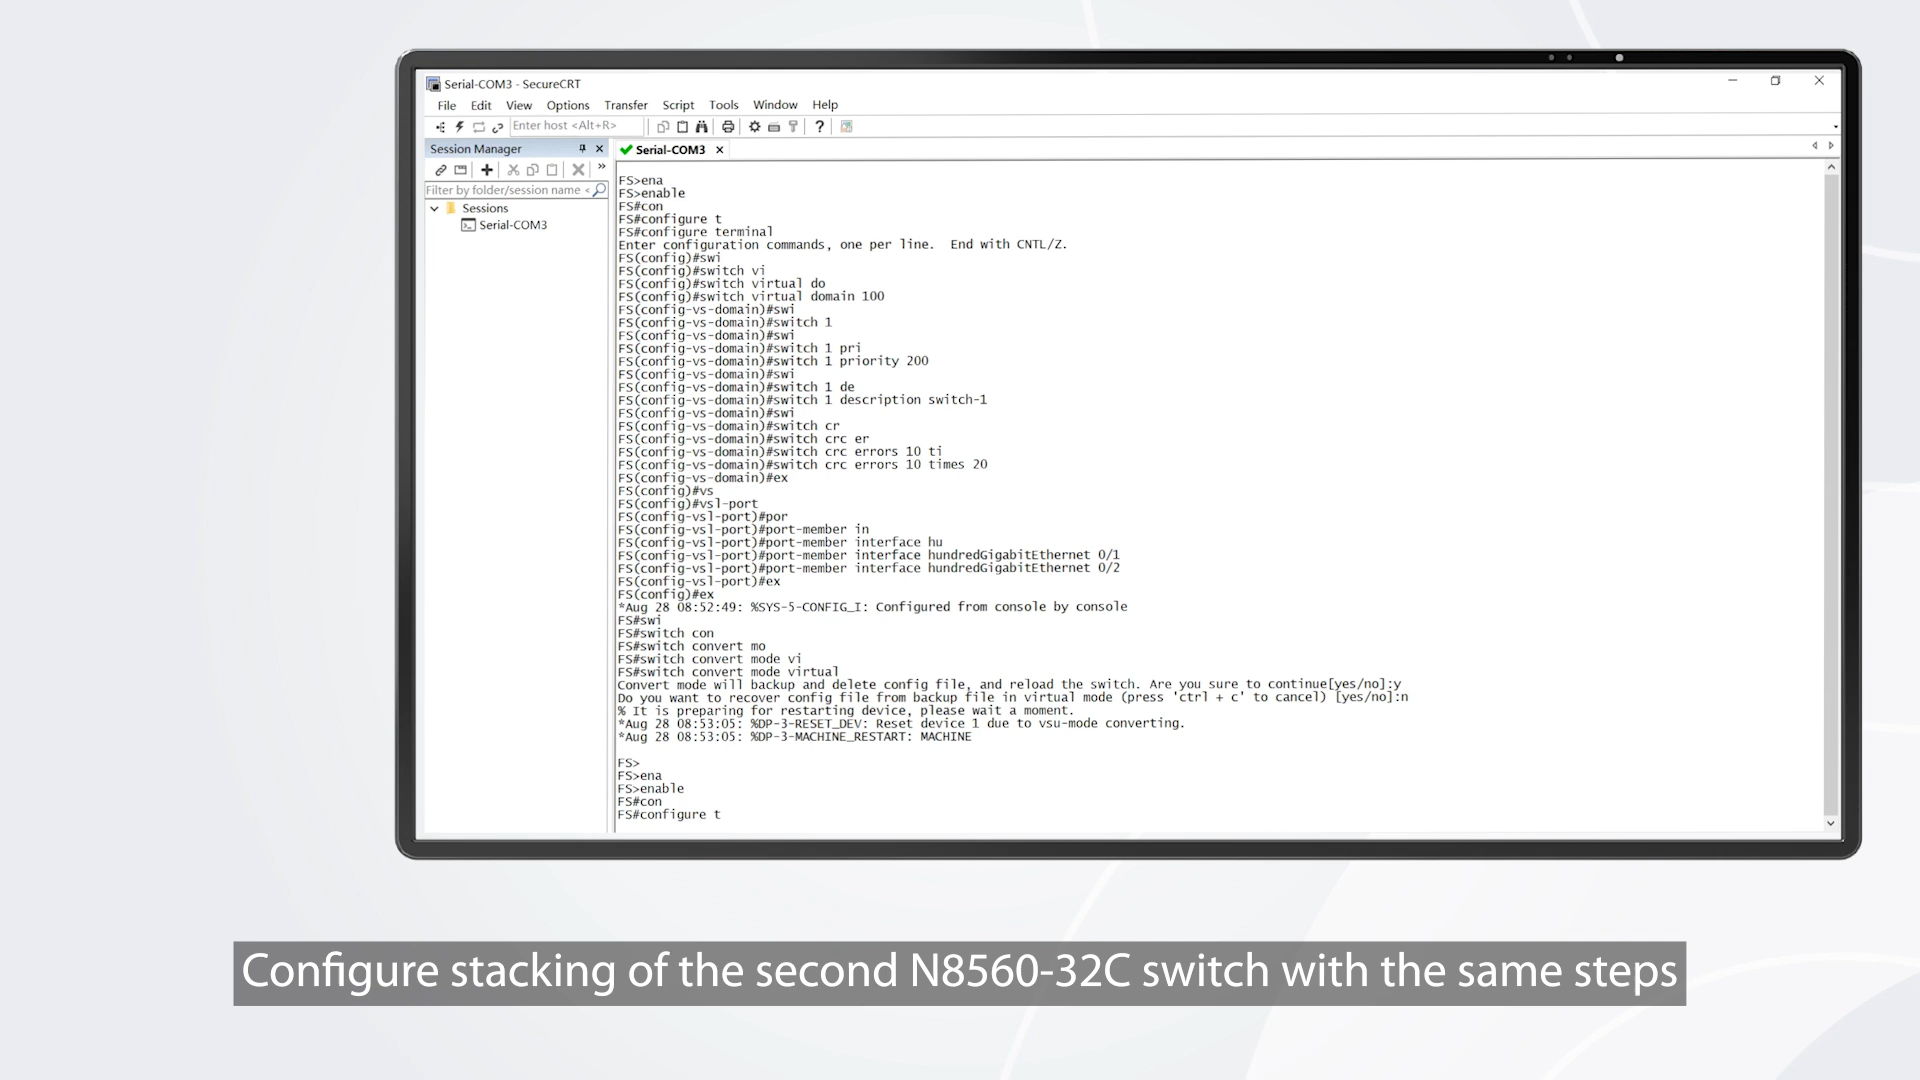 Serial-COM3 - SecureCRT
File Edit View Options Transfer Script Tools Window Help
Enter host <Alt+R>
Session Manager
Serial-COM3
Filter by folder/session name <
Sessions
Serial-COM3
FS>ena
FS>enable
FS#con
FS#configure t
FS#configure terminal
Enter configuration commands, one per line. End with CNTL/Z.
FS(config)#swi
FS(config)#switch vi
FS(config)#switch virtual do
FS(config)#switch virtual domain 100
FS(config-vs-domain)#swi
FS(config-vs-domain)#switch 1
FS(config-vs-domain)#swi
FS(config-vs-domain)#switch 1 pri
FS(config-vs-domain)#switch 1 priority 200
FS(config-vs-domain)#swi
FS(config-vs-domain)#switch 1 de
FS(config-vs-domain)#switch 1 description switch-1
FS(config-vs-domain)#swi
FS(config-vs-domain)#switch cr
FS(config-vs-domain)#switch crc er
FS(config-vs-domain)#switch crc errors 10 ti
FS(config-vs-domain)#switch crc errors 10 times 20
FS(config-vs-domain)#ex
FS(config)#vs
FS(config)#vsl-port
FS(config-vsl-port)#por
FS(config-vsl-port)#port-member in
FS(config-vsl-port)#port-member interface hu
FS(config-vsl-port)#port-member interface hundredGigabitEthernet 0/1
FS(config-vsl-port)#port-member interface hundredGigabitEthernet 0/2
FS(config-vsl-port)#ex
FS(config)#ex
*Aug 28 08:52:49: %SYS-5-CONFIG_I: Configured from console by console
FS#swi
FS#switch con
FS#switch convert mo
FS#switch convert mode vi
FS#switch convert mode virtual
Convert mode will backup and delete config file, and reload the switch. Are you sure to continue[yes/no]:y
Do you want to recover config file from backup file in virtual mode (press 'ctrl + c' to cancel) [yes/no]:n
% It is preparing for restarting device, please wait a moment.
*Aug 28 08:53:05: %DP-3-RESET_DEV: Reset device 1 due to vsu-mode converting.
*Aug 28 08:53:05: %DP-3-MACHINE_RESTART: MACHINE
FS>
FS>ena
FS>enable
FS#con
FS#configure t
Configure stacking of the second N8560-32C switch with the same steps